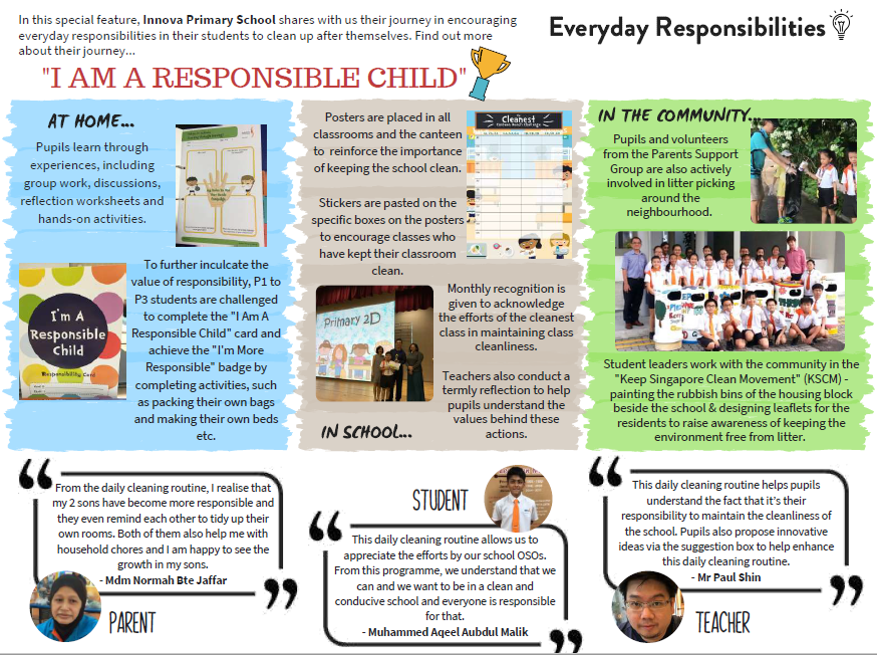 In this special feature, Innova Primary School shares with us their journey in encouraging
everyday responsibilities in their students to clean up after themselves. Find out more
about their journey...
Everyday Responsibilities
"I AM A RESPONSIBLE CHILD"
AT HOME...
Pupils learn through
experiences, including
group work, discussions,
reflection worksheets and
hands-on activities.
I'm A
Responsible
Child
Responsibility Card
To further inculcate the
value of responsibility, P1 to
P3 students are challenged
to complete the "I Am A
Responsible Child" card and
achieve the "I'm More
Responsible" badge by
completing activities, such
as packing their own bags
and making their own beds
etc.
Posters are placed in all
classrooms and the canteen
to reinforce the importance
of keeping the school clean.
Stickers are pasted on the
specific boxes on the posters
to encourage classes who
have kept their classroom
clean.
Cleanest
Primary 2D
Monthly recognition is
given to acknowledge
the efforts of the cleanest
class in maintaining class
cleanliness.
Teachers also conduct a
termly reflection to help
pupils understand the
values behind these
actions.
IN SCHOOL...
IN THE COMMUNITY...
Pupils and volunteers
from the Parents Support
Group are also actively
involved in litter picking
around the
neighbourhood.
Student leaders work with the community in the
"Keep Singapore Clean Movement" (KSCM) -
painting the rubbish bins of the housing block
beside the school & designing leaflets for the
residents to raise awareness of keeping the
environment free from litter.
From the daily cleaning routine, I realise that
my 2 sons have become more responsible and
they even remind each other to tidy up their
own rooms. Both of them also help me with
household chores and I am happy to see the
growth in my sons.
- Mdm Normah Bte Jaffar
PARENT
STUDENT
This daily cleaning routine allows us to
appreciate the efforts by our school OSOs.
From this programme, we understand that we
can and we want to be in a clean and
conducive school and everyone is responsible
for that.
- Muhammed Aqeel Aubdul Malik
This daily cleaning routine helps pupils
understand the fact that it's their
responsibility to maintain the cleanliness of
the school. Pupils also propose innovative
ideas via the suggestion box to help enhance
this daily cleaning routine.
- Mr Paul Shin
TEACHER